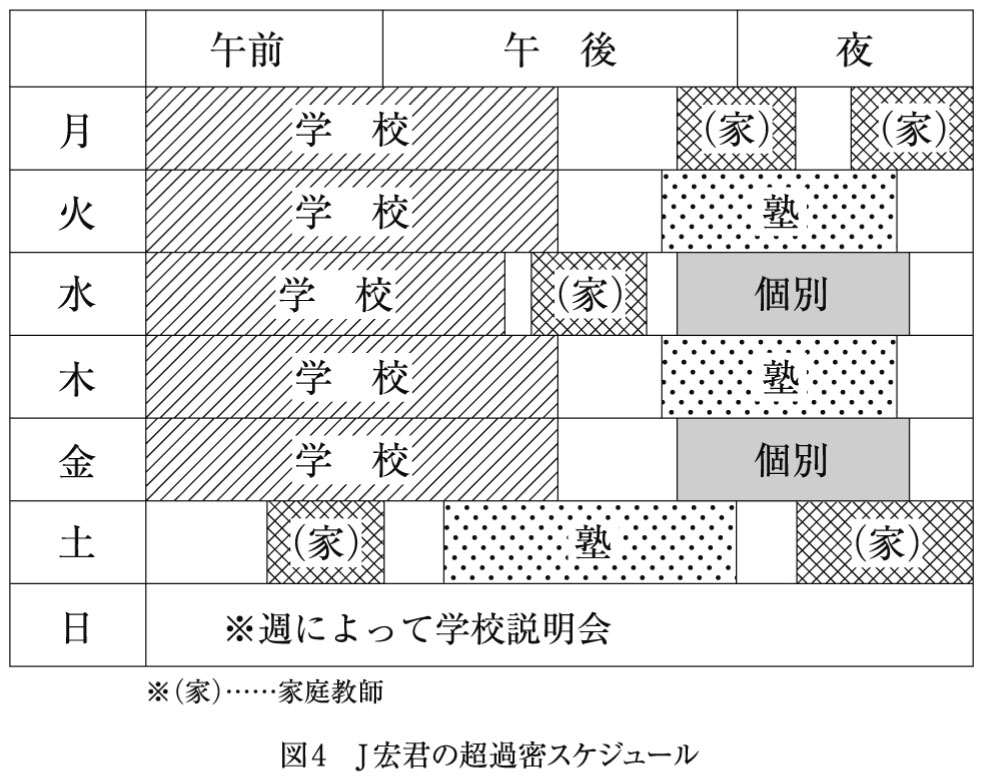 午前 午 後 夜
月 学 校 (家) (家)
火 学 校 塾
水 学 校 (家) 個別
木 学 校 塾
金 学 校 個別
土 (家) 塾 (家)
日 ※週によって学校説明会
※(家)……家庭教師
図4 J宏君の超過密スケジュール